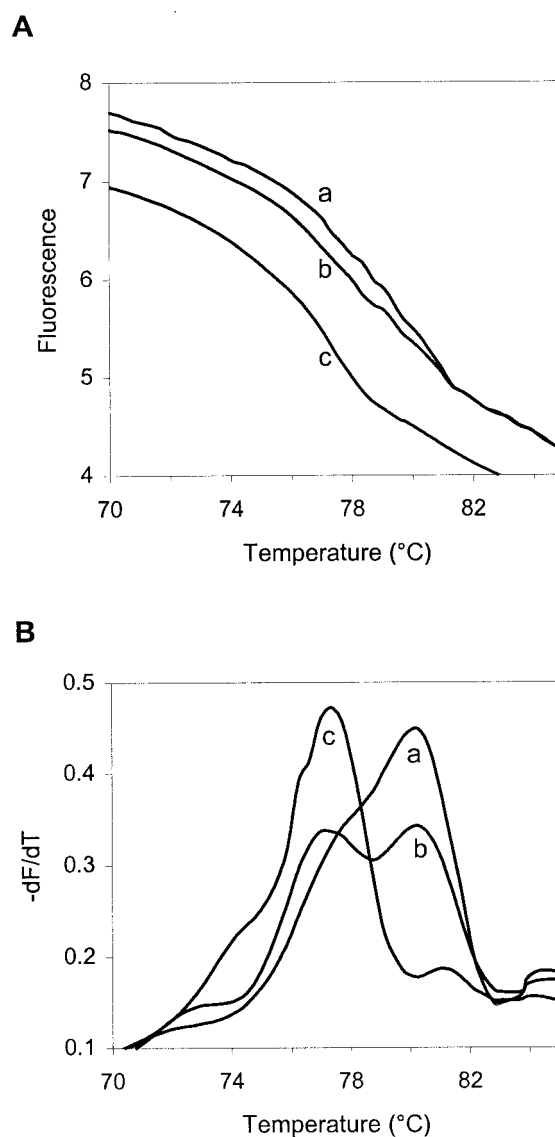 A
8
7
6
5
4
Fluorescence
a
b
c
70 74 78 82
Temperature (°C)
B
0.5
0.4
0.3
0.2
0.1
-dF/dT
c
a
b
70 74 78 82
Temperature (°C)